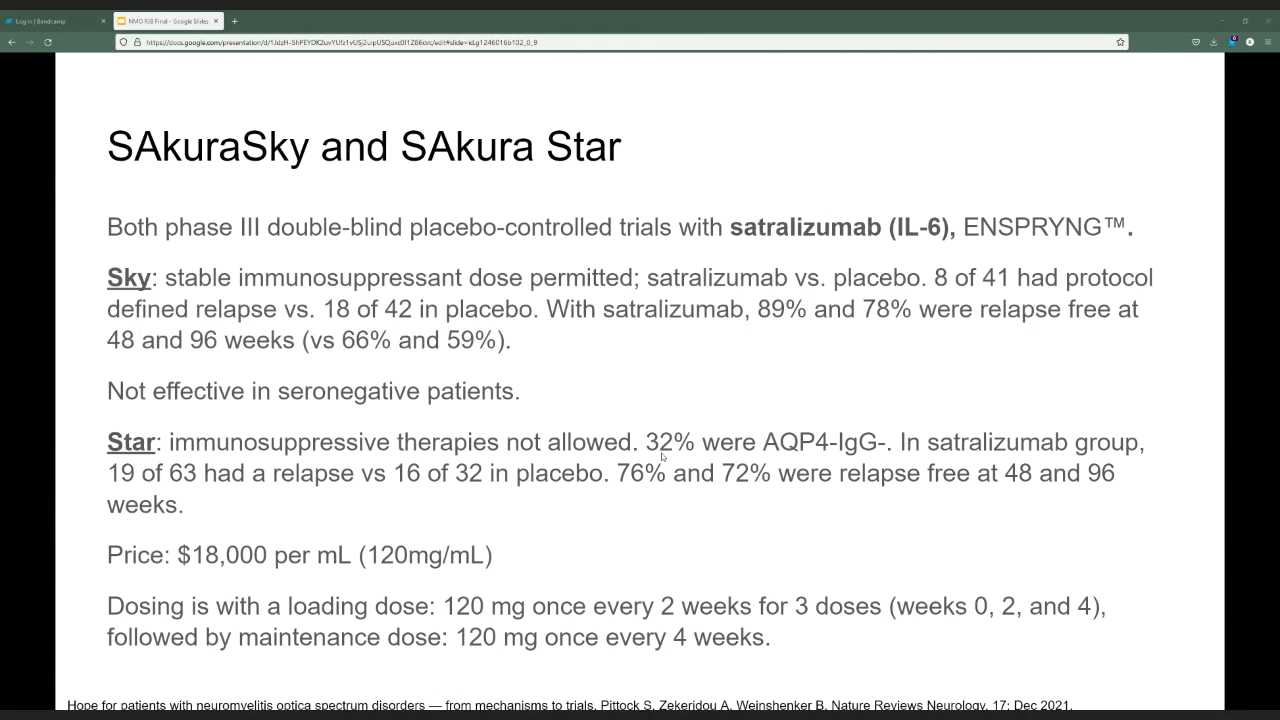 Log in | Bandcamp
NMO RJB Final - Google Slides
SAkuraSky and SAkura Star
Both phase III double-blind placebo-controlled trials with satralizumab (IL-6), ENSPRYNG™.
Sky: stable immunosuppressant dose permitted; satralizumab vs. placebo. 8 of 41 had protocol
defined relapse vs. 18 of 42 in placebo. With satralizumab, 89% and 78% were relapse free at
48 and 96 weeks (vs 66% and 59%).
Not effective in seronegative patients.
Star: immunosuppressive therapies not allowed. 32% were AQP4-IgG-. In satralizumab group,
19 of 63 had a relapse vs 16 of 32 in placebo. 76% and 72% were relapse free at 48 and 96
weeks.
Price: $18,000 per mL (120mg/mL)
Dosing is with a loading dose: 120 mg once every 2 weeks for 3 doses (weeks 0, 2, and 4),
followed by maintenance dose: 120 mg once every 4 weeks.
Hope for patients with neuromyelitis optica spectrum disorders — from mechanisms to trials. Pittock S, Zekeridou A, Weinshenker B. Nature Reviews Neurology. 17; Dec 2021.